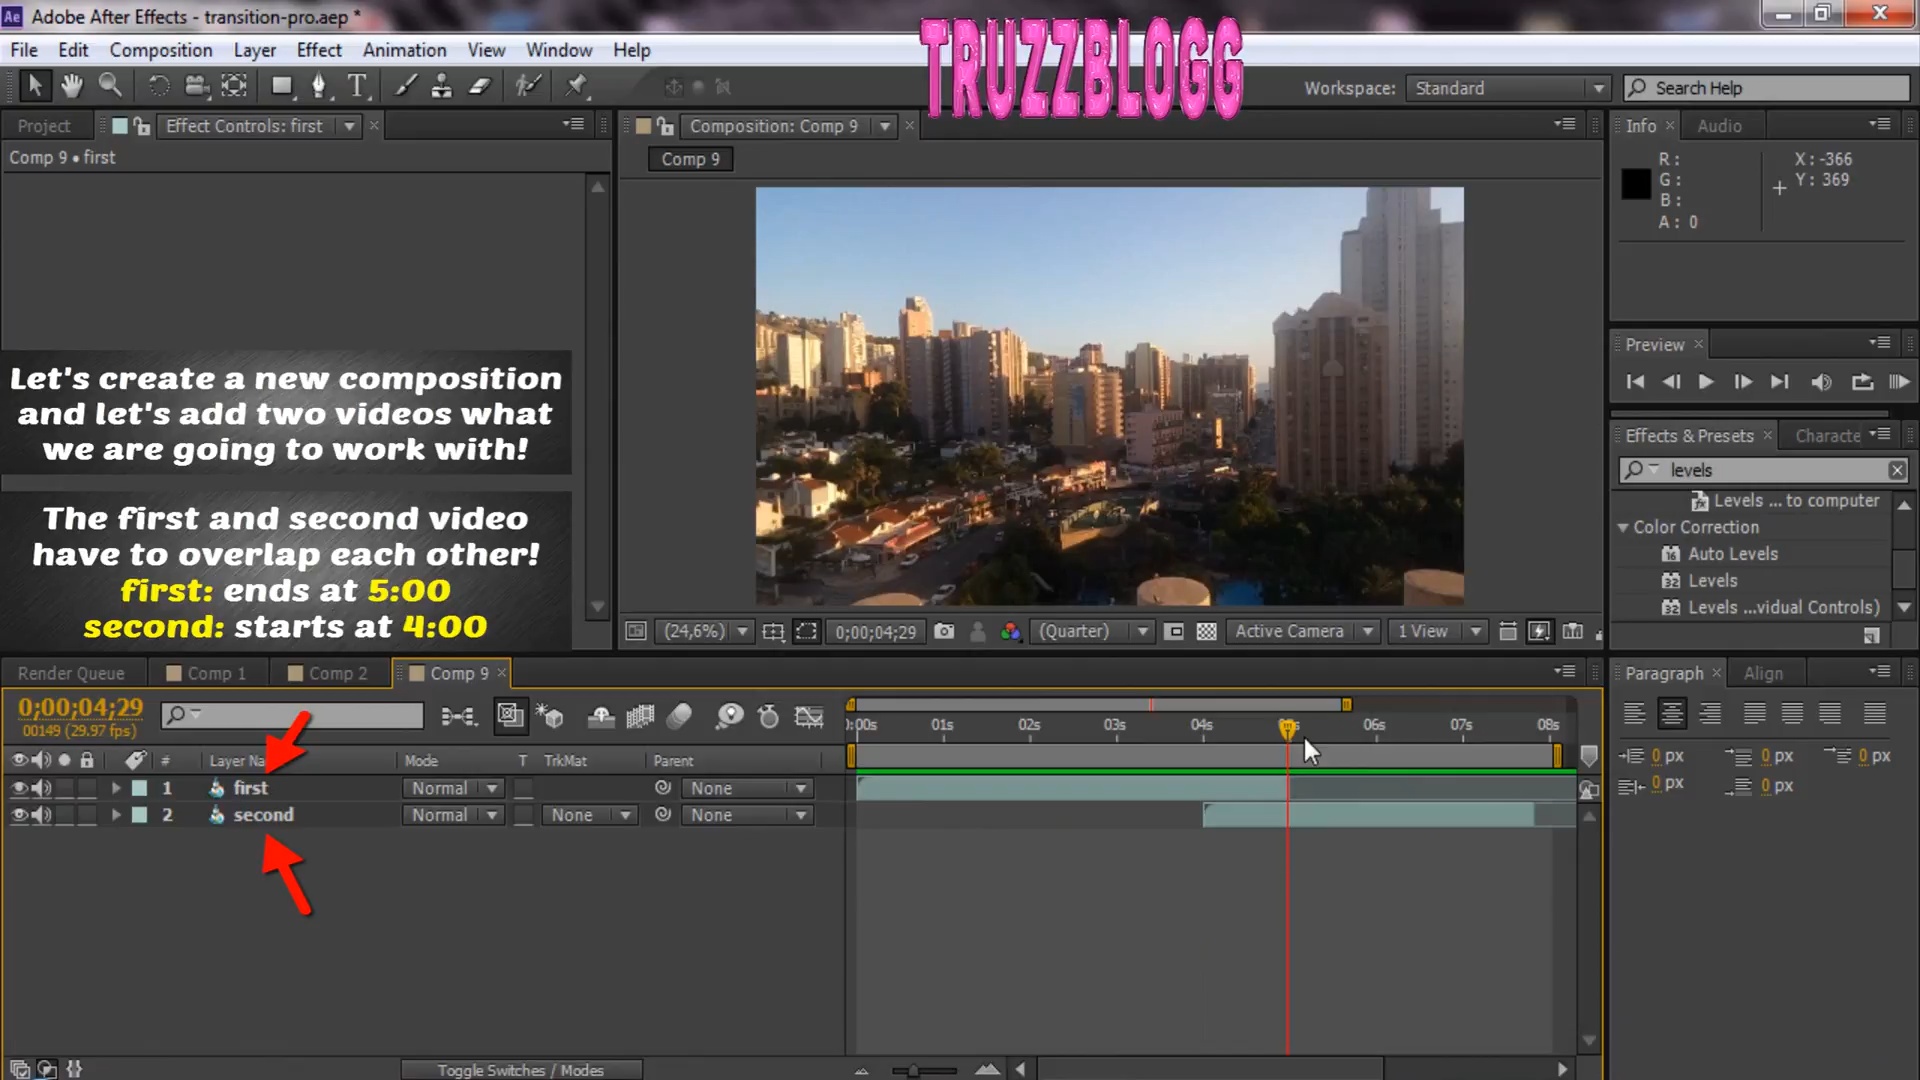 Adobe After Effects - transition-pro.aep *
File Edit Composition Layer Effect Animation View Window Help
TRUZZBLOGG
Workspace: Standard
Search Help
Project
Effect Controls: first
Comp 9 • first
Composition: Comp 9
Comp 9
Info
Audio
R :
G :
B :
A : 0
X : -366
Y : 369
Preview
Effects & Presets
Characte
levels
Levels ... to computer
Color Correction
Auto Levels
Levels
Levels ...vidual Controls)
Let's create a new composition
and let's add two videos what
we are going to work with!
The first and second video
have to overlap each other!
first: ends at 5:00
second: starts at 4:00
(24,6%)
0;00;04;29
(Quarter)
Active Camera
1 View
Render Queue
Comp 1
Comp 2
Comp 9
0;00;04;29
00149 (29.97 fps)
# Layer Na Mode T TrkMat Parent
1 first Normal None
2 second Normal None None
:00s 01s 02s 03s 04s 06s 07s 08s
Toggle Switches / Modes
Paragraph
Align
0 px 0 px 0 px
0 px 0 px